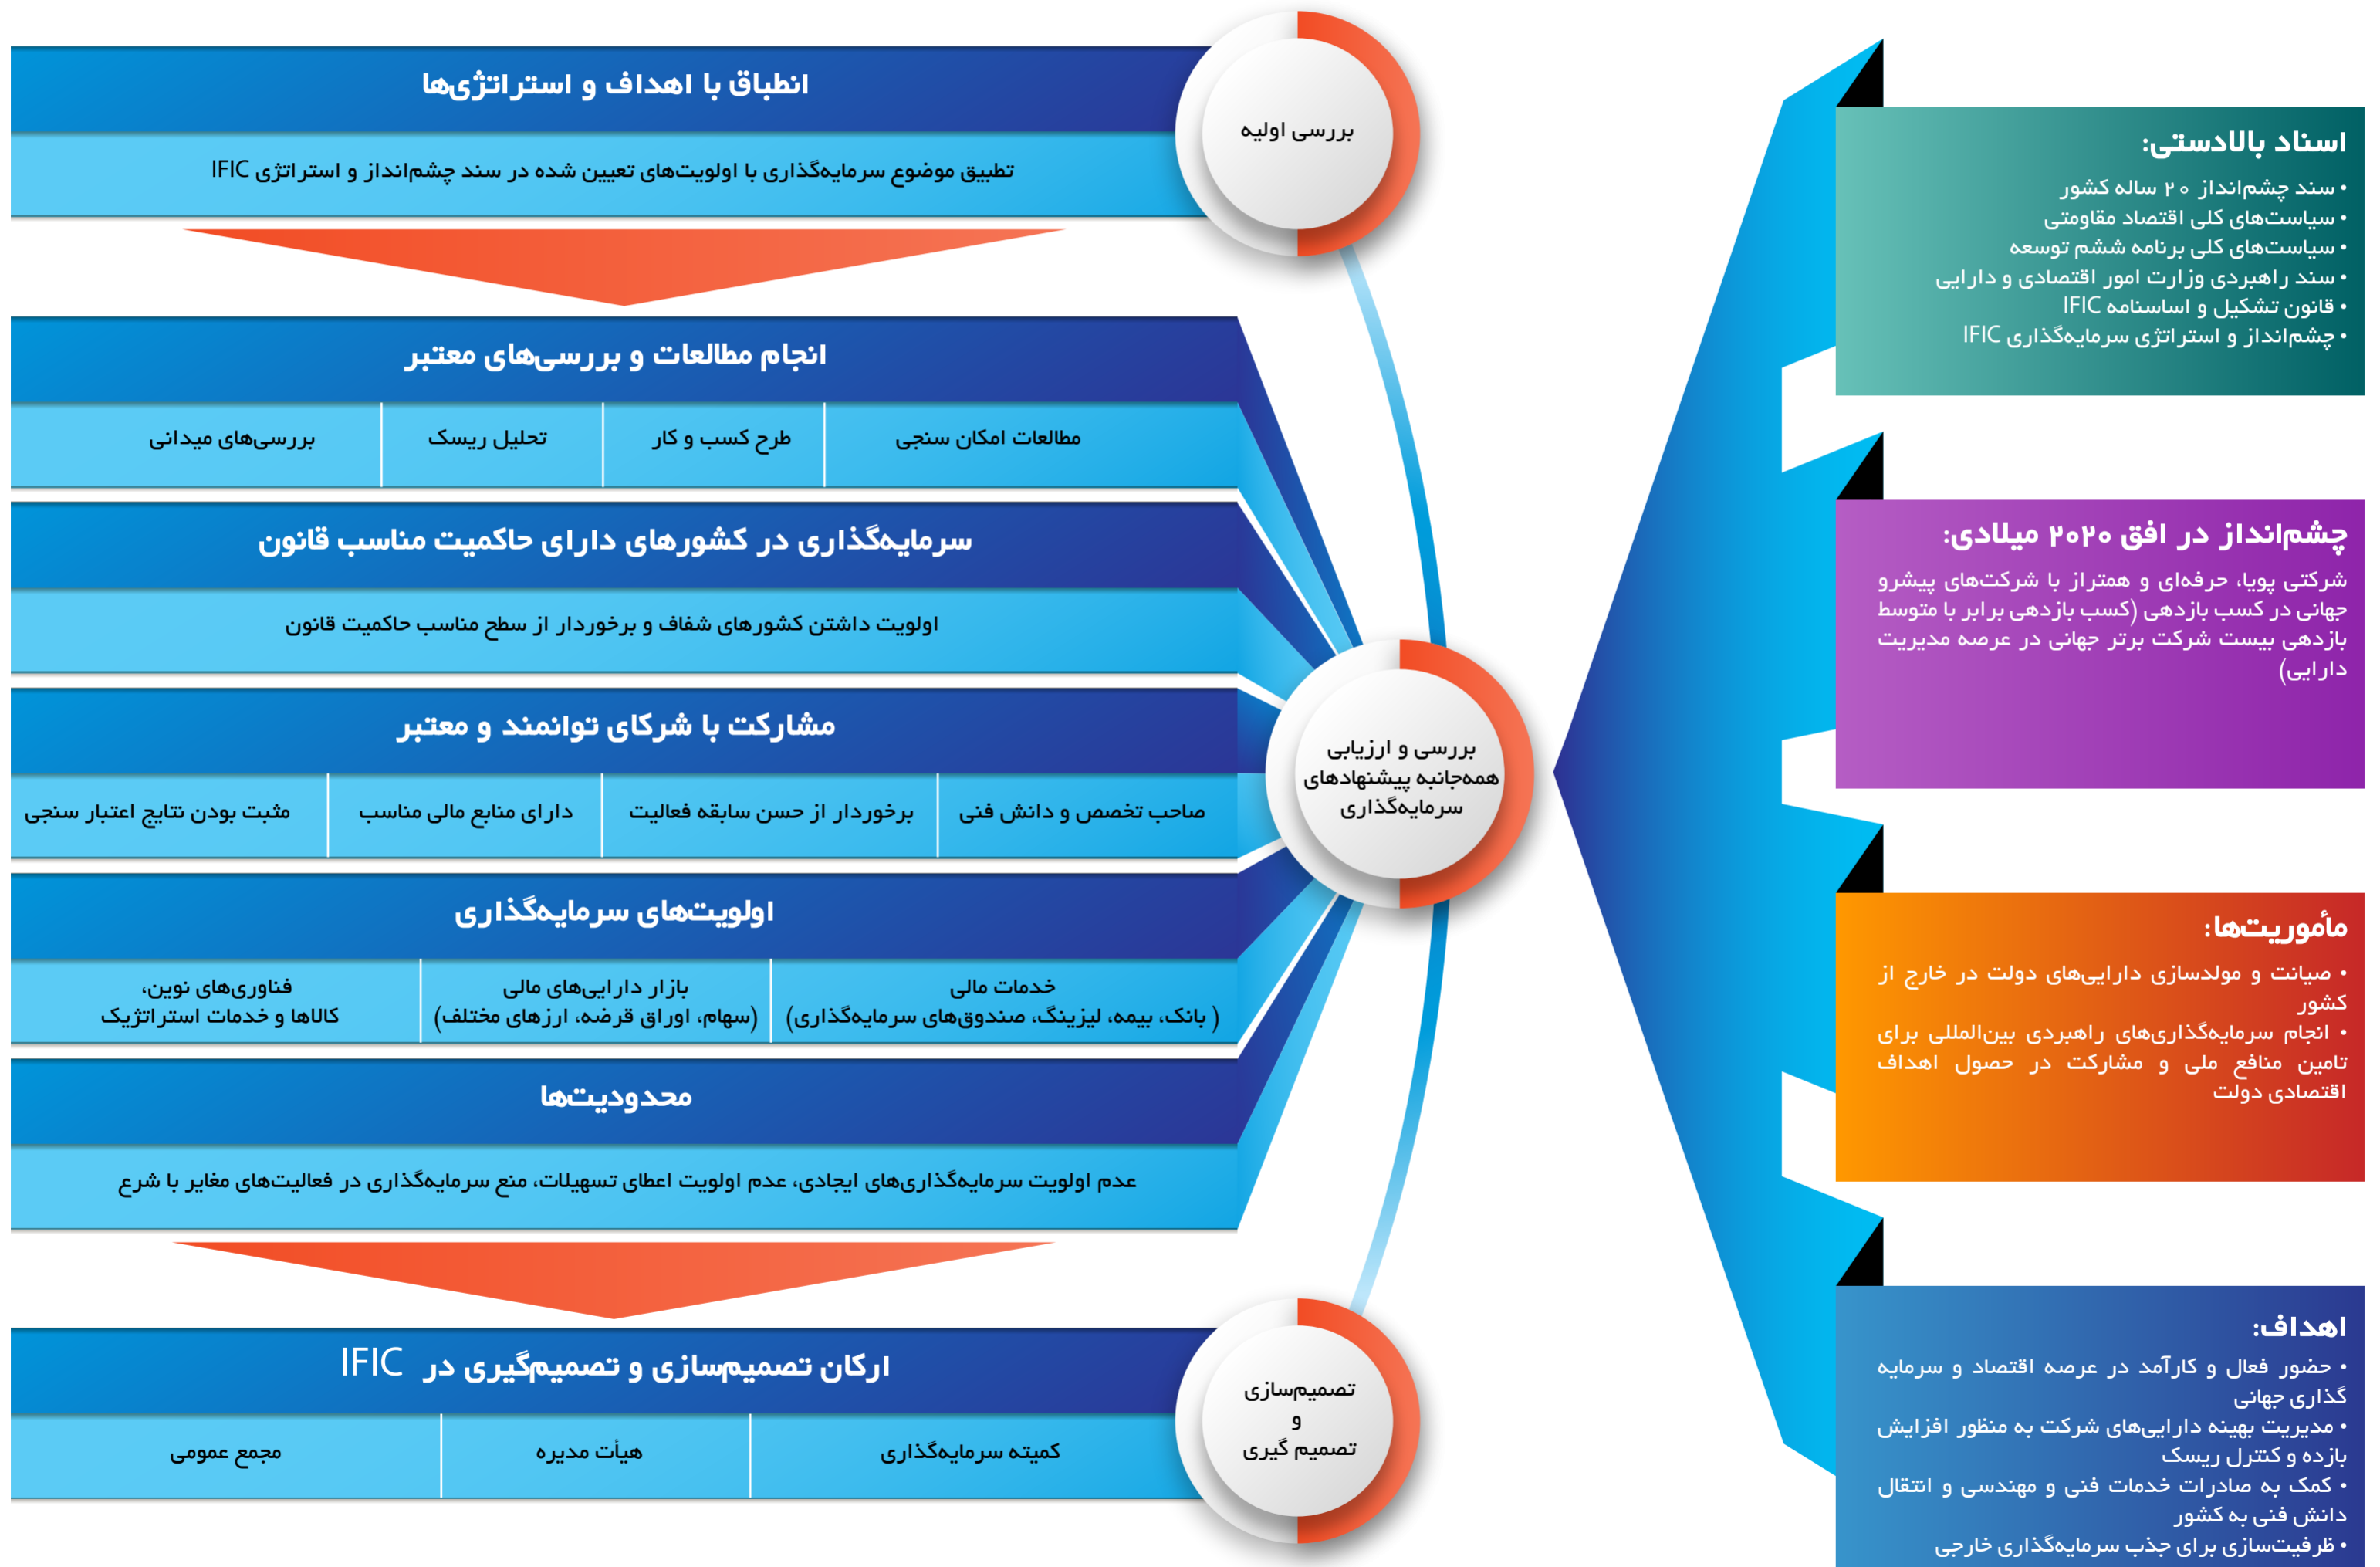 اسناد بالادستی:
• سند چشم‌انداز ۲۰ ساله کشور
• سیاست‌های کلی اقتصاد مقاومتی
• سیاست‌های کلی برنامه ششم توسعه
• سند راهبردی وزارت امور اقتصادی و دارایی
• قانون تشکیل و اساسنامه IFIC
• چشم‌انداز و استراتژی سرمایه‌گذاری IFIC
چشم‌انداز در افق ۲۰۲۰ میلادی:
شرکتی پویا، حرفه‌ای و همتراز با شرکت‌های پیشرو
جهانی در کسب بازدهی (کسب بازدهی برابر با متوسط
بازدهی بیست شرکت برتر جهانی در عرصه مدیریت
دارایی)
مأموریت‌ها:
• صیانت و مولدسازی دارایی‌های دولت در خارج از
کشور
• انجام سرمایه‌گذاری‌های راهبردی بین‌المللی برای
تامین منافع ملی و مشارکت در حصول اهداف
اقتصادی دولت
اهداف:
• حضور فعال و کارآمد در عرصه اقتصاد و سرمایه
گذاری جهانی
• مدیریت بهینه دارایی‌های شرکت به منظور افزایش
بازده و کنترل ریسک
• کمک به صادرات خدمات فنی و مهندسی و انتقال
دانش فنی به کشور
• ظرفیت‌سازی برای جذب سرمایه‌گذاری خارجی
بررسی اولیه
انطباق با اهداف و استراتژی‌ها
تطبیق موضوع سرمایه‌گذاری با اولویت‌های تعیین شده در سند چشم‌انداز و استراتژی IFIC
بررسی و ارزیابی
همه‌جانبه پیشنهادهای
سرمایه‌گذاری
انجام مطالعات و بررسی‌های معتبر
مطالعات امکان سنجی
طرح کسب و کار
تحلیل ریسک
بررسی‌های میدانی
سرمایه‌گذاری در کشورهای دارای حاکمیت مناسب قانون
اولویت داشتن کشورهای شفاف و برخوردار از سطح مناسب حاکمیت قانون
مشارکت با شرکای توانمند و معتبر
صاحب تخصص و دانش فنی
برخوردار از حسن سابقه فعالیت
دارای منابع مالی مناسب
مثبت بودن نتایج اعتبار سنجی
اولویت‌های سرمایه‌گذاری
خدمات مالی
( بانک، بیمه، لیزینگ، صندوق‌های سرمایه‌گذاری)
بازار دارایی‌های مالی
(سهام، اوراق قرضه، ارزهای مختلف)
فناوری‌های نوین،
کالاها و خدمات استراتژیک
محدودیت‌ها
عدم اولویت سرمایه‌گذاری‌های ایجادی، عدم اولویت اعطای تسهیلات، منع سرمایه‌گذاری در فعالیت‌های مغایر با شرع
تصمیم‌سازی
و
تصمیم گیری
ارکان تصمیم‌سازی و تصمیم‌گیری در IFIC
کمیته سرمایه‌گذاری
هیأت مدیره
مجمع عمومی